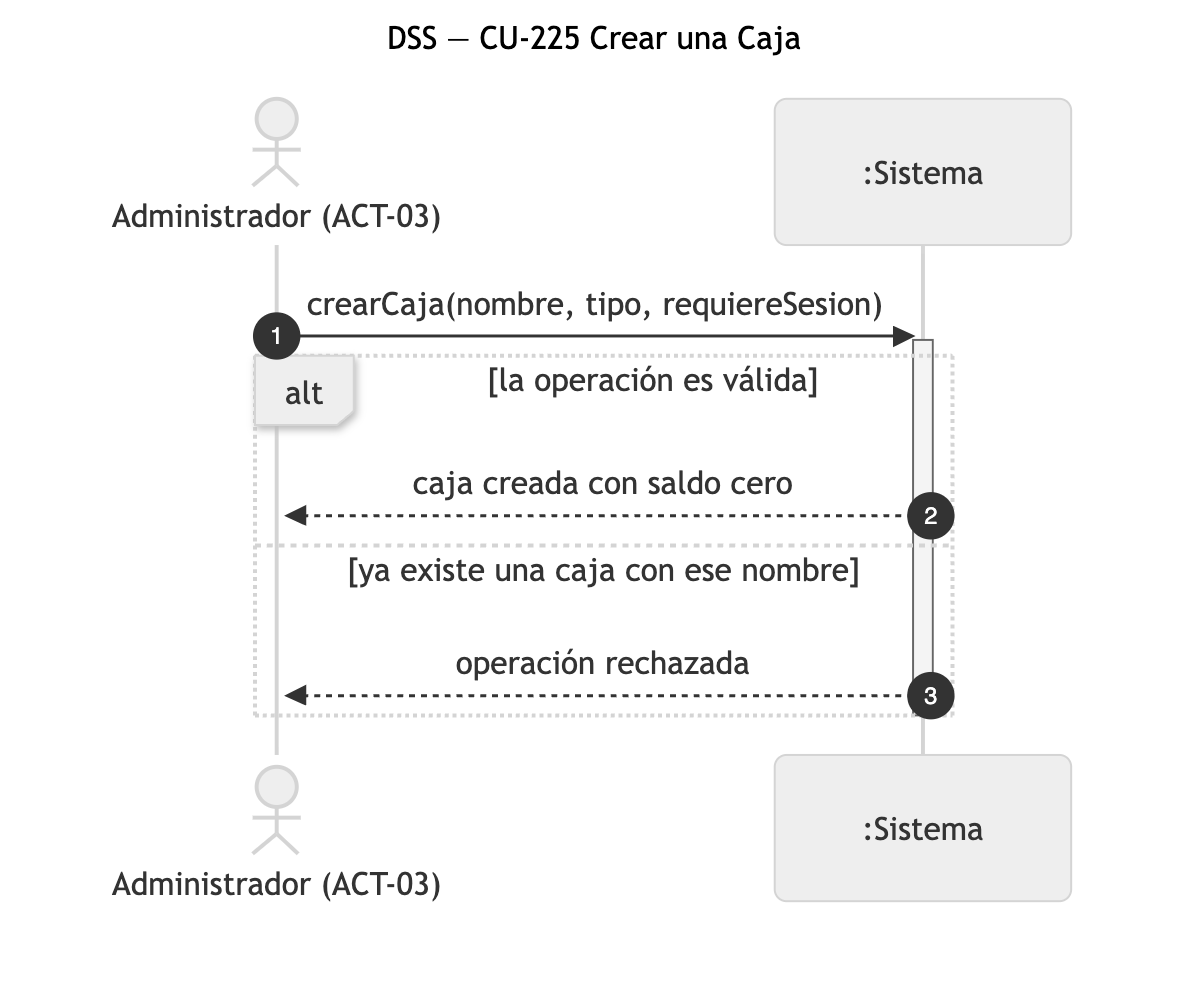 DSS — CU-225 Crear una Caja
:Sistema
Administrador (ACT-03)
crearCaja(nombre, tipo, requiereSesion)
1
alt
[la operación es válida]
caja creada con saldo cero
2
[ya existe una caja con ese nombre]
operación rechazada
3
:Sistema
Administrador (ACT-03)